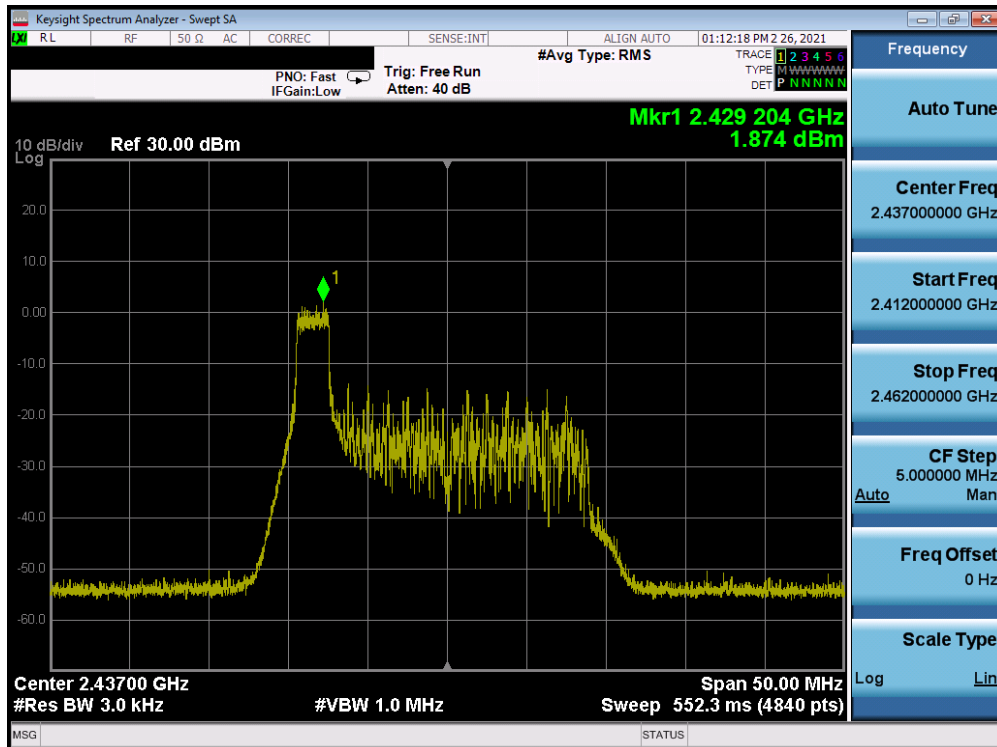 Keysight Spectrum Analyzer - Swept SA
LXI RL RF 50 Ω AC CORREC SENSE:INT ALIGN AUTO 01:12:18 PM 2 26, 2021
#Avg Type: RMS
TRACE 1 2 3 4 5 6
PNO: Fast Trig: Free Run
TYPE M WWWWWW
IFGain:Low Atten: 40 dB
DET P N N N N N
Mkr1 2.429 204 GHz
1.874 dBm
10 dB/div Ref 30.00 dBm
Log
20.0
10.0
1
0.00
-10.0
-20.0
-30.0
-40.0
-50.0
-60.0
Center 2.43700 GHz Span 50.00 MHz
#Res BW 3.0 kHz #VBW 1.0 MHz Sweep 552.3 ms (4840 pts)
MSG STATUS
Frequency
Auto Tune
Center Freq
2.437000000 GHz
Start Freq
2.412000000 GHz
Stop Freq
2.462000000 GHz
CF Step
5.000000 MHz
Auto Man
Freq Offset
0 Hz
Scale Type
Log Lin